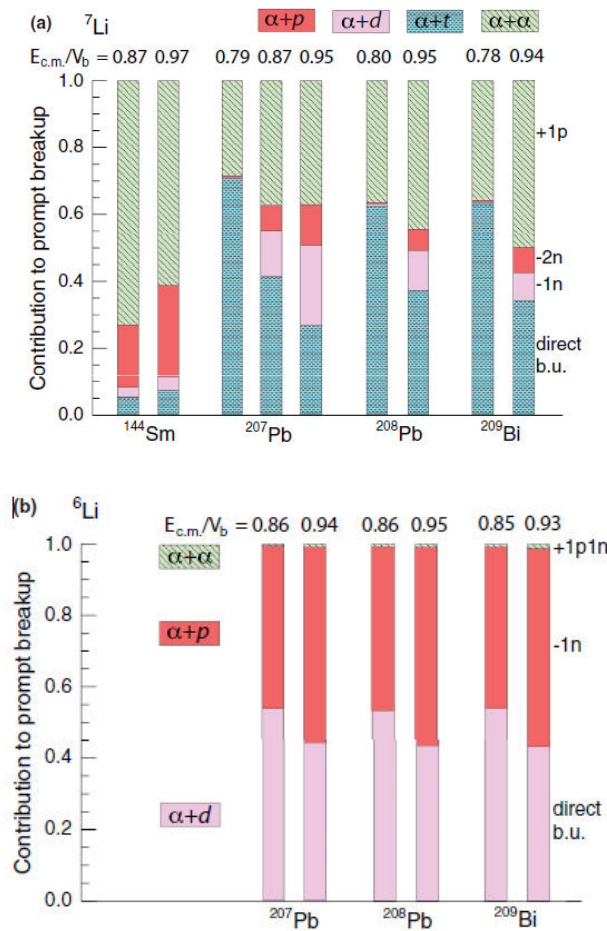 (a) ⁷Li α+p α+d α+t α+α
E_c.m./V_b = 0.87 0.97 0.79 0.87 0.95 0.80 0.95 0.78 0.94
Contribution to prompt breakup
1.0
0.8
0.6
0.4
0.2
0.0
+1p
-2n
-1n
direct
b.u.
¹⁴⁴Sm ²⁰⁷Pb ²⁰⁸Pb ²⁰⁹Bi
(b) ⁶Li
E_c.m./V_b = 0.86 0.94 0.86 0.95 0.85 0.93
Contribution to prompt breakup
1.0
0.8
0.6
0.4
0.2
0.0
α+α
α+p
α+d
+1p1n
-1n
direct
b.u.
²⁰⁷Pb ²⁰⁸Pb ²⁰⁹Bi